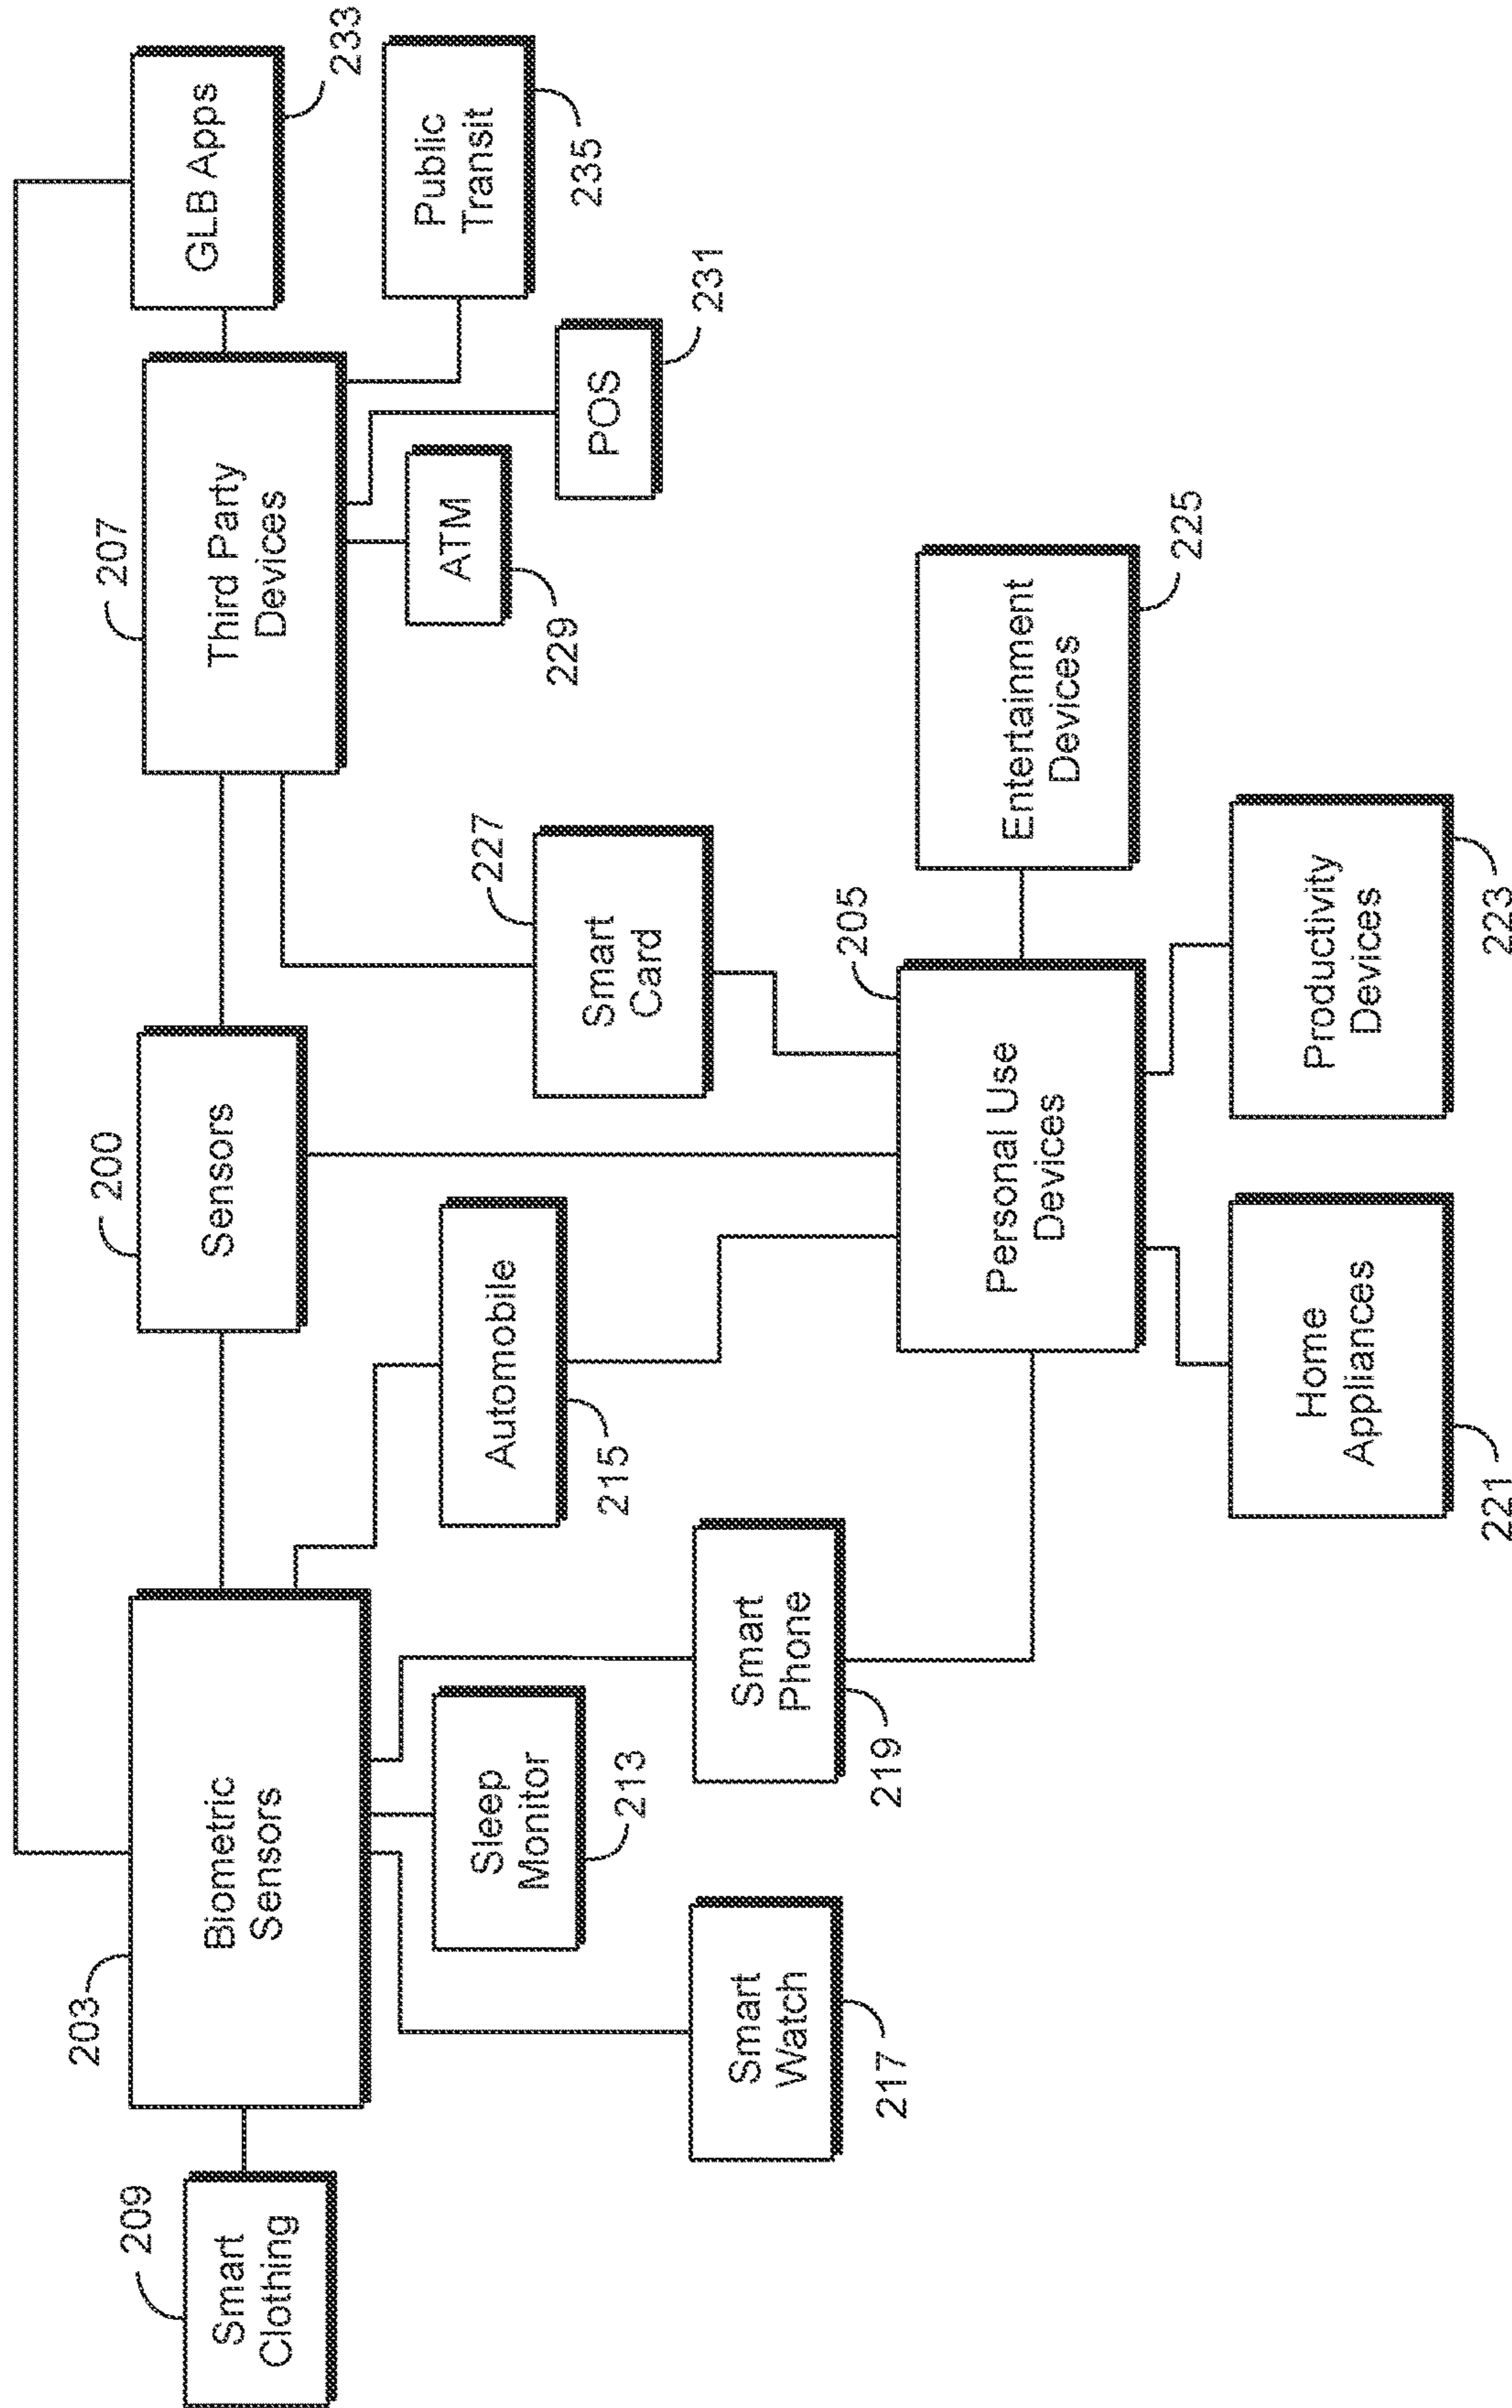 233
GLB Apps
Public
Transit
235
207
Third Party
Devices
POS
231
ATM
229
200
Sensors
227
Smart
Card
Entertainment
Devices
225
205
Personal Use
Devices
Productivity
Devices
223
Home
Appliances
221
Automobile
215
203
Biometric
Sensors
Sleep
Monitor
213
Smart
Phone
219
Smart
Watch
217
209
Smart
Clothing